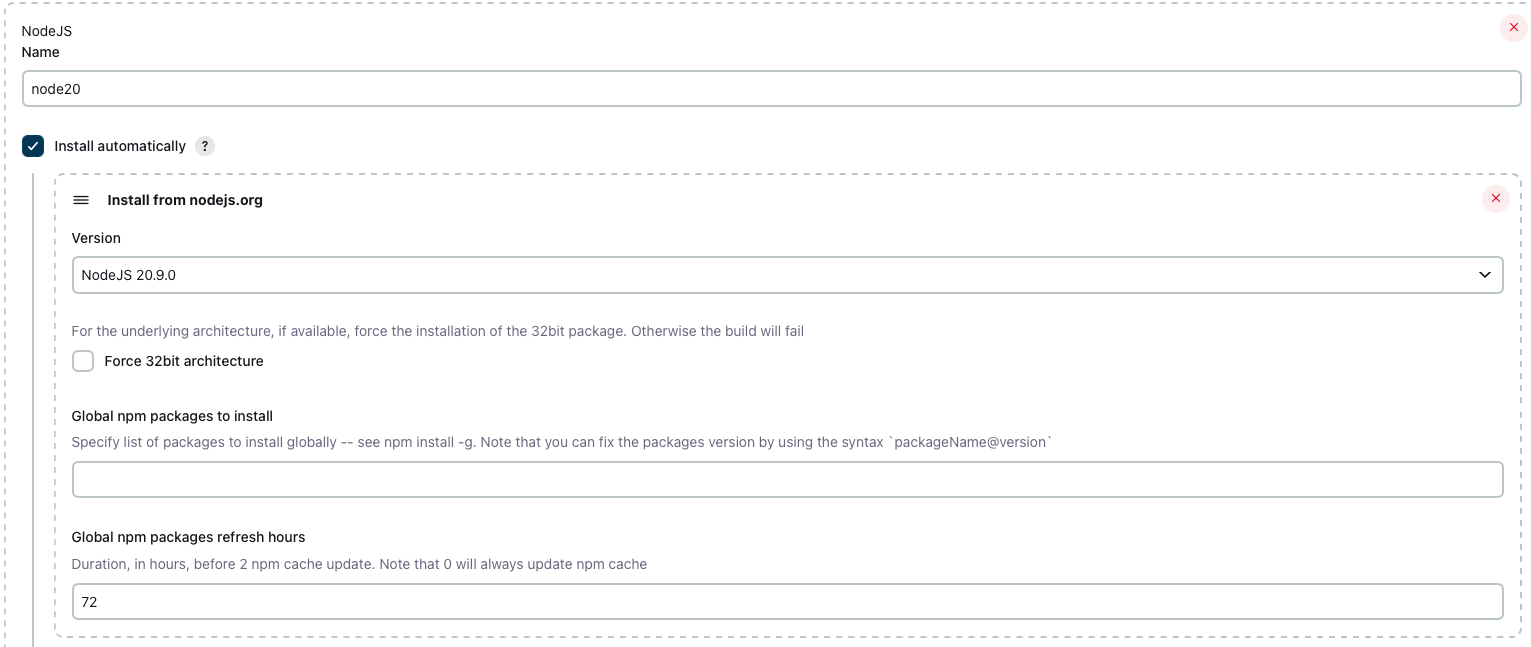 NodeJS
Name
node20
Install automatically ?
Install from nodejs.org
Version
NodeJS 20.9.0
For the underlying architecture, if available, force the installation of the 32bit package. Otherwise the build will fail
Force 32bit architecture
Global npm packages to install
Specify list of packages to install globally -- see npm install -g. Note that you can fix the packages version by using the syntax `packageName@version`
Global npm packages refresh hours
Duration, in hours, before 2 npm cache update. Note that 0 will always update npm cache
72